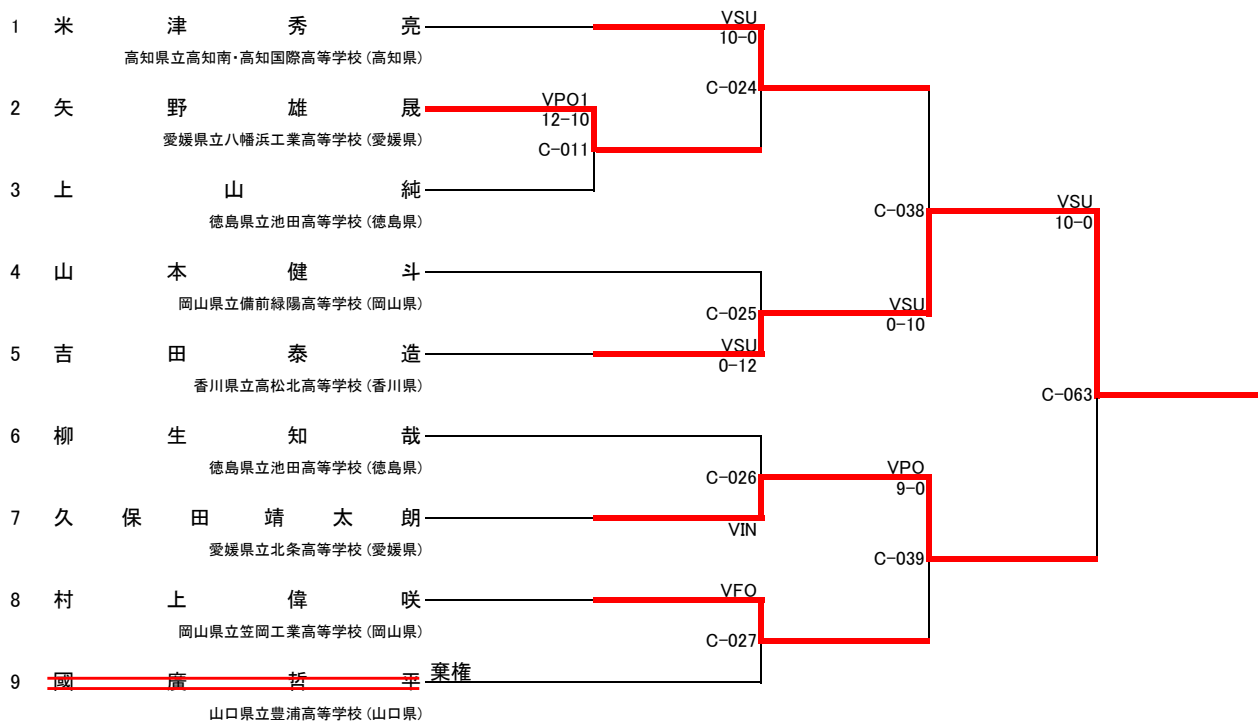 1 米津秀亮
高知県立高知南・高知国際高等学校 (高知県)
2 矢野雄晟
愛媛県立八幡浜工業高等学校 (愛媛県)
3 上山純
徳島県立池田高等学校 (徳島県)
4 山本健斗
岡山県立備前緑陽高等学校 (岡山県)
5 吉田泰造
香川県立高松北高等学校 (香川県)
6 柳生知哉
徳島県立池田高等学校 (徳島県)
7 久保田靖太朗
愛媛県立北条高等学校 (愛媛県)
8 村上偉咲
岡山県立笠岡工業高等学校 (岡山県)
9 國廣哲平 棄権
山口県立豊浦高等学校 (山口県)
VPO1
12-10
C-011
VSU
10-0
C-024
C-025
VSU
0-12
C-026
VIN
VFO
C-027
C-038
VSU
0-10
VPO
9-0
C-039
VSU
10-0
C-063